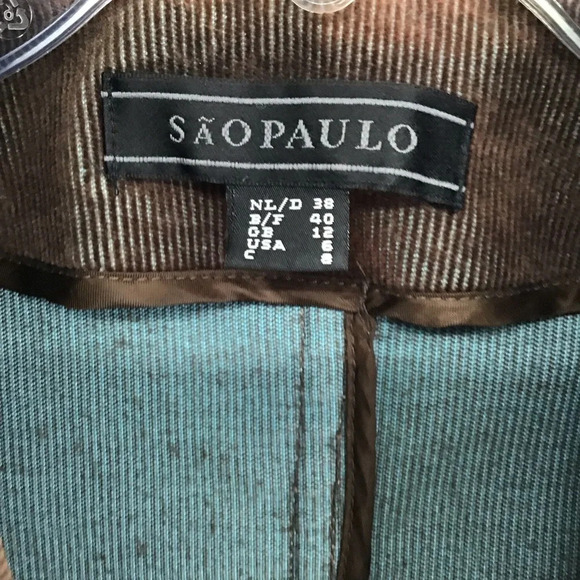 SãOPAULO
NL/D 38
B/F 40
GB 12
USA 6
C 8